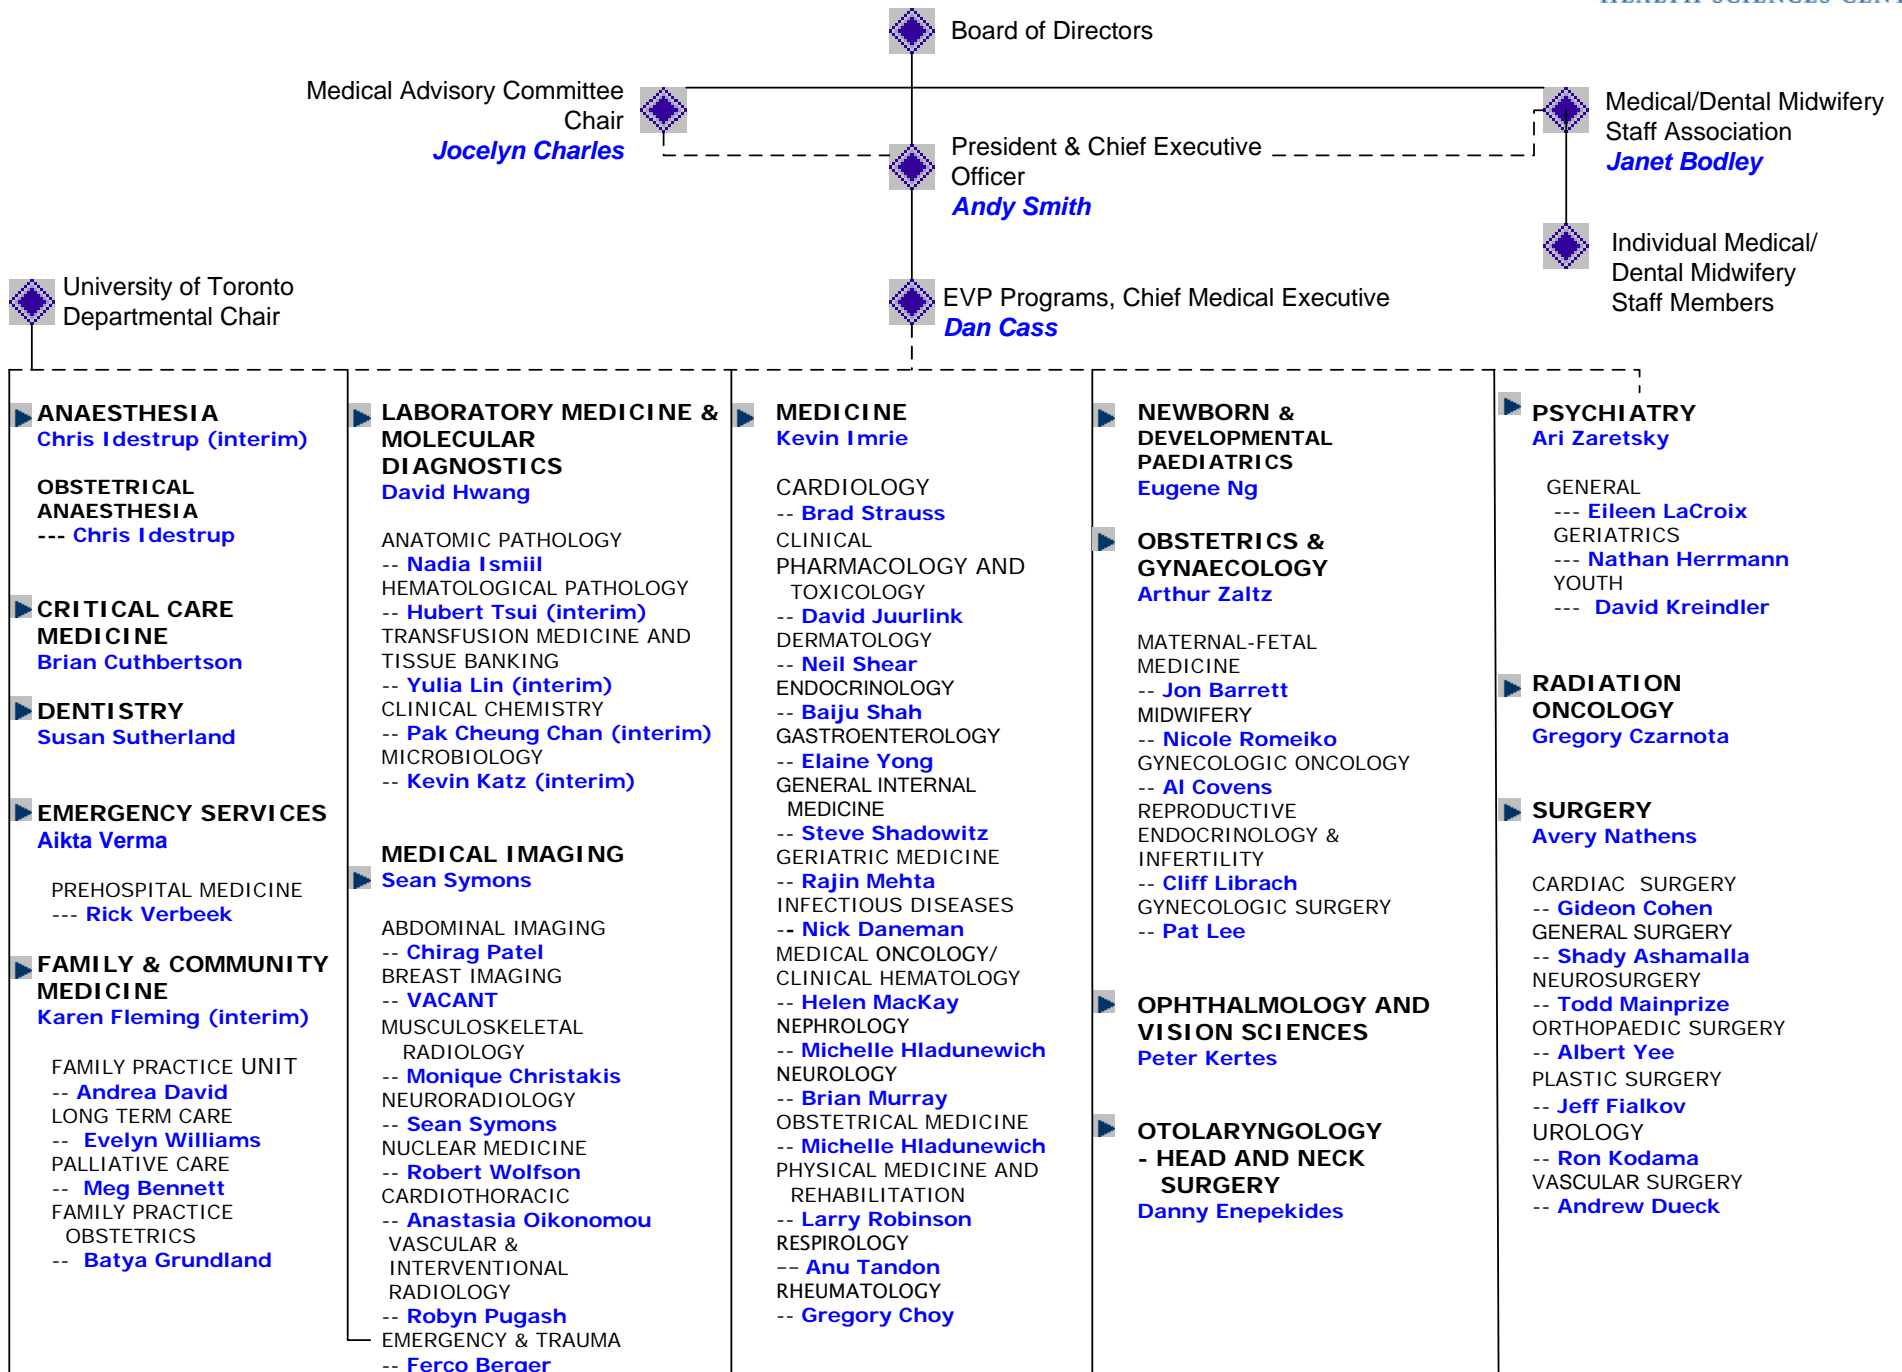 Board of Directors
Medical Advisory Committee
Chair
Jocelyn Charles
President & Chief Executive
Officer
Andy Smith
Medical/Dental Midwifery
Staff Association
Janet Bodley
Individual Medical/
Dental Midwifery
Staff Members
University of Toronto
Departmental Chair
EVP Programs, Chief Medical Executive
Dan Cass
ANAESTHESIA
Chris Idestrup (interim)
OBSTETRICAL
ANAESTHESIA
--- Chris Idestrup
CRITICAL CARE
MEDICINE
Brian Cuthbertson
DENTISTRY
Susan Sutherland
EMERGENCY SERVICES
Aikta Verma
PREHOSPITAL MEDICINE
--- Rick Verbeek
FAMILY & COMMUNITY
MEDICINE
Karen Fleming (interim)
FAMILY PRACTICE UNIT
-- Andrea David
LONG TERM CARE
-- Evelyn Williams
PALLIATIVE CARE
-- Meg Bennett
FAMILY PRACTICE
OBSTETRICS
-- Batya Grundland
LABORATORY MEDICINE &
MOLECULAR
DIAGNOSTICS
David Hwang
ANATOMIC PATHOLOGY
-- Nadia Ismiil
HEMATOLOGICAL PATHOLOGY
-- Hubert Tsui (interim)
TRANSFUSION MEDICINE AND
TISSUE BANKING
-- Yulia Lin (interim)
CLINICAL CHEMISTRY
-- Pak Cheung Chan (interim)
MICROBIOLOGY
-- Kevin Katz (interim)
MEDICAL IMAGING
Sean Symons
ABDOMINAL IMAGING
-- Chirag Patel
BREAST IMAGING
-- VACANT
MUSCULOSKELETAL
RADIOLOGY
-- Monique Christakis
NEURORADIOLOGY
-- Sean Symons
NUCLEAR MEDICINE
-- Robert Wolfson
CARDIOTHORACIC
-- Anastasia Oikonomou
VASCULAR &
INTERVENTIONAL
RADIOLOGY
-- Robyn Pugash
EMERGENCY & TRAUMA
-- Ferco Berger
MEDICINE
Kevin Imrie
CARDIOLOGY
-- Brad Strauss
CLINICAL
PHARMACOLOGY AND
TOXICOLOGY
-- David Juurlink
DERMATOLOGY
-- Neil Shear
ENDOCRINOLOGY
-- Baiju Shah
GASTROENTEROLOGY
-- Elaine Yong
GENERAL INTERNAL
MEDICINE
-- Steve Shadowitz
GERIATRIC MEDICINE
-- Rajin Mehta
INFECTIOUS DISEASES
-- Nick Daneman
MEDICAL ONCOLOGY/
CLINICAL HEMATOLOGY
-- Helen MacKay
NEPHROLOGY
-- Michelle Hladunewich
NEUROLOGY
-- Brian Murray
OBSTETRICAL MEDICINE
-- Michelle Hladunewich
PHYSICAL MEDICINE AND
REHABILITATION
-- Larry Robinson
RESPIROLOGY
-- Anu Tandon
RHEUMATOLOGY
-- Gregory Choy
NEWBORN &
DEVELOPMENTAL
PAEDIATRICS
Eugene Ng
OBSTETRICS &
GYNAECOLOGY
Arthur Zaltz
MATERNAL-FETAL
MEDICINE
-- Jon Barrett
MIDWIFERY
-- Nicole Romeiko
GYNECOLOGIC ONCOLOGY
-- Al Covens
REPRODUCTIVE
ENDOCRINOLOGY &
INFERTILITY
-- Cliff Librach
GYNECOLOGIC SURGERY
-- Pat Lee
OPHTHALMOLOGY AND
VISION SCIENCES
Peter Kertes
OTOLARYNGOLOGY
- HEAD AND NECK
SURGERY
Danny Enepekides
PSYCHIATRY
Ari Zaretsky
GENERAL
--- Eileen LaCroix
GERIATRICS
--- Nathan Herrmann
YOUTH
--- David Kreindler
RADIATION
ONCOLOGY
Gregory Czarnota
SURGERY
Avery Nathens
CARDIAC SURGERY
-- Gideon Cohen
GENERAL SURGERY
-- Shady Ashamalla
NEUROSURGERY
-- Todd Mainprize
ORTHOPAEDIC SURGERY
-- Albert Yee
PLASTIC SURGERY
-- Jeff Fialkov
UROLOGY
-- Ron Kodama
VASCULAR SURGERY
-- Andrew Dueck